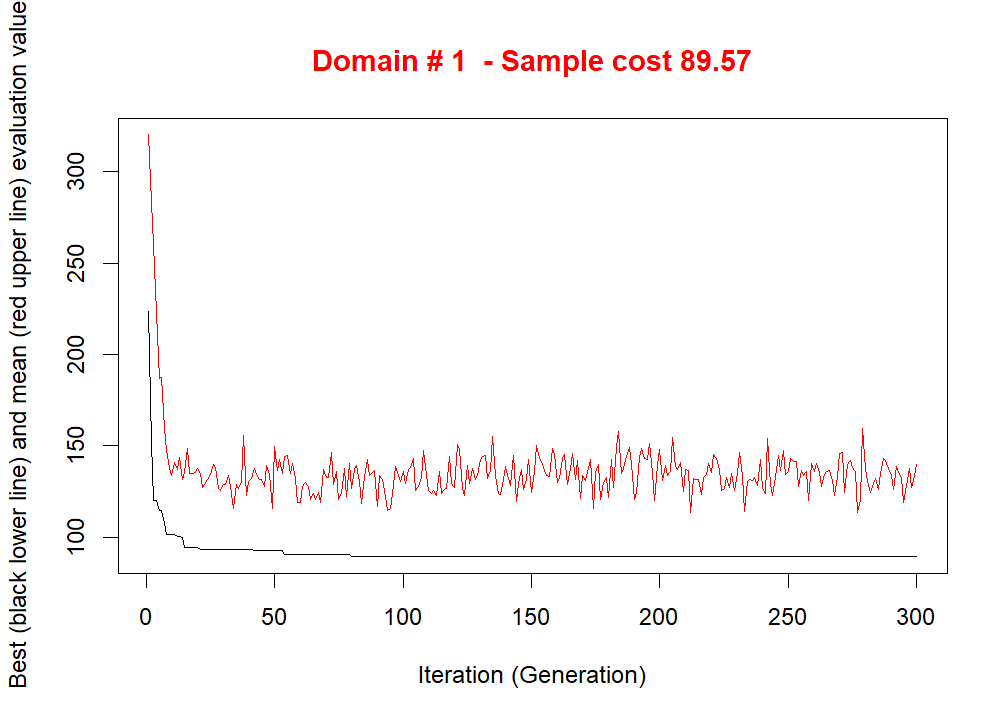 Domain # 1  - Sample cost 89.57
Best (black lower line) and mean (red upper line) evaluation value
300
250
200
150
100
0 50 100 150 200 250 300
Iteration (Generation)